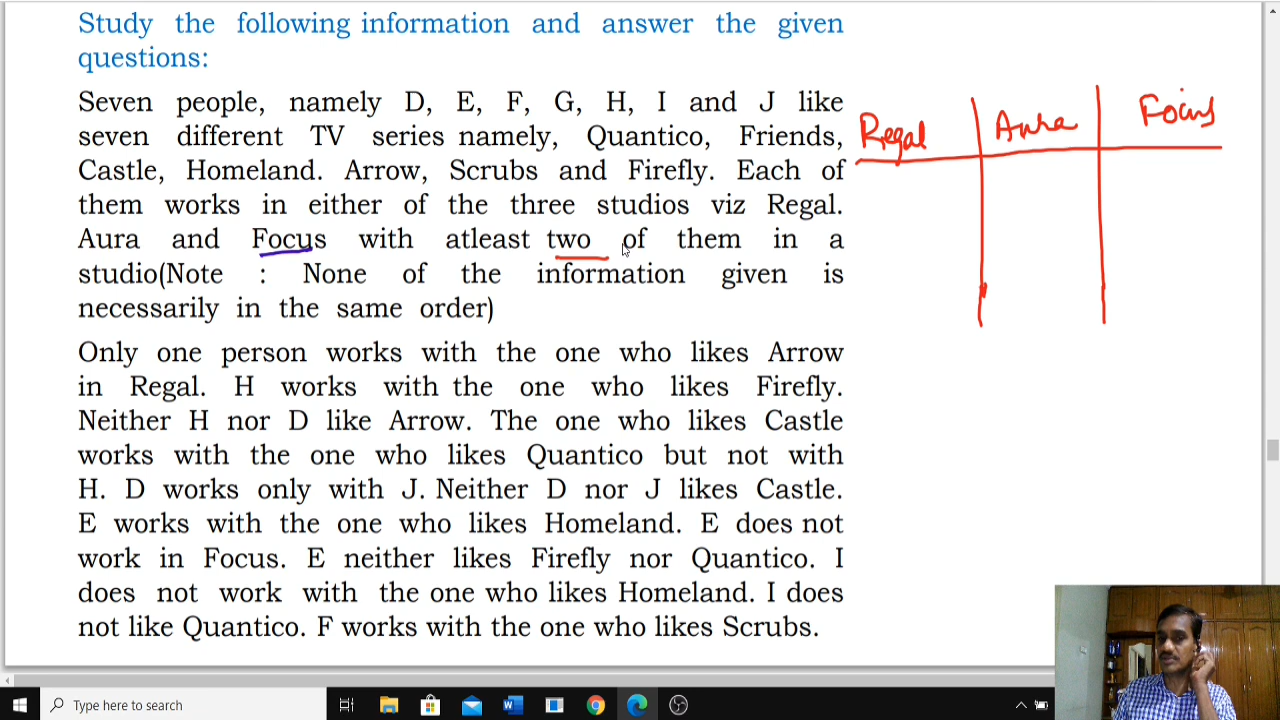 Study the following information and answer the given
questions:
Seven people, namely D, E, F, G, H, I and J like
seven different TV series namely, Quantico, Friends,
Castle, Homeland. Arrow, Scrubs and Firefly. Each of
them works in either of the three studios viz Regal.
Aura and Focus with atleast two of them in a
studio(Note : None of the information given is
necessarily in the same order)
Only one person works with the one who likes Arrow
in Regal. H works with the one who likes Firefly.
Neither H nor D like Arrow. The one who likes Castle
works with the one who likes Quantico but not with
H. D works only with J. Neither D nor J likes Castle.
E works with the one who likes Homeland. E does not
work in Focus. E neither likes Firefly nor Quantico. I
does not work with the one who likes Homeland. I does
not like Quantico. F works with the one who likes Scrubs.
Regal Aura Focus
Type here to search